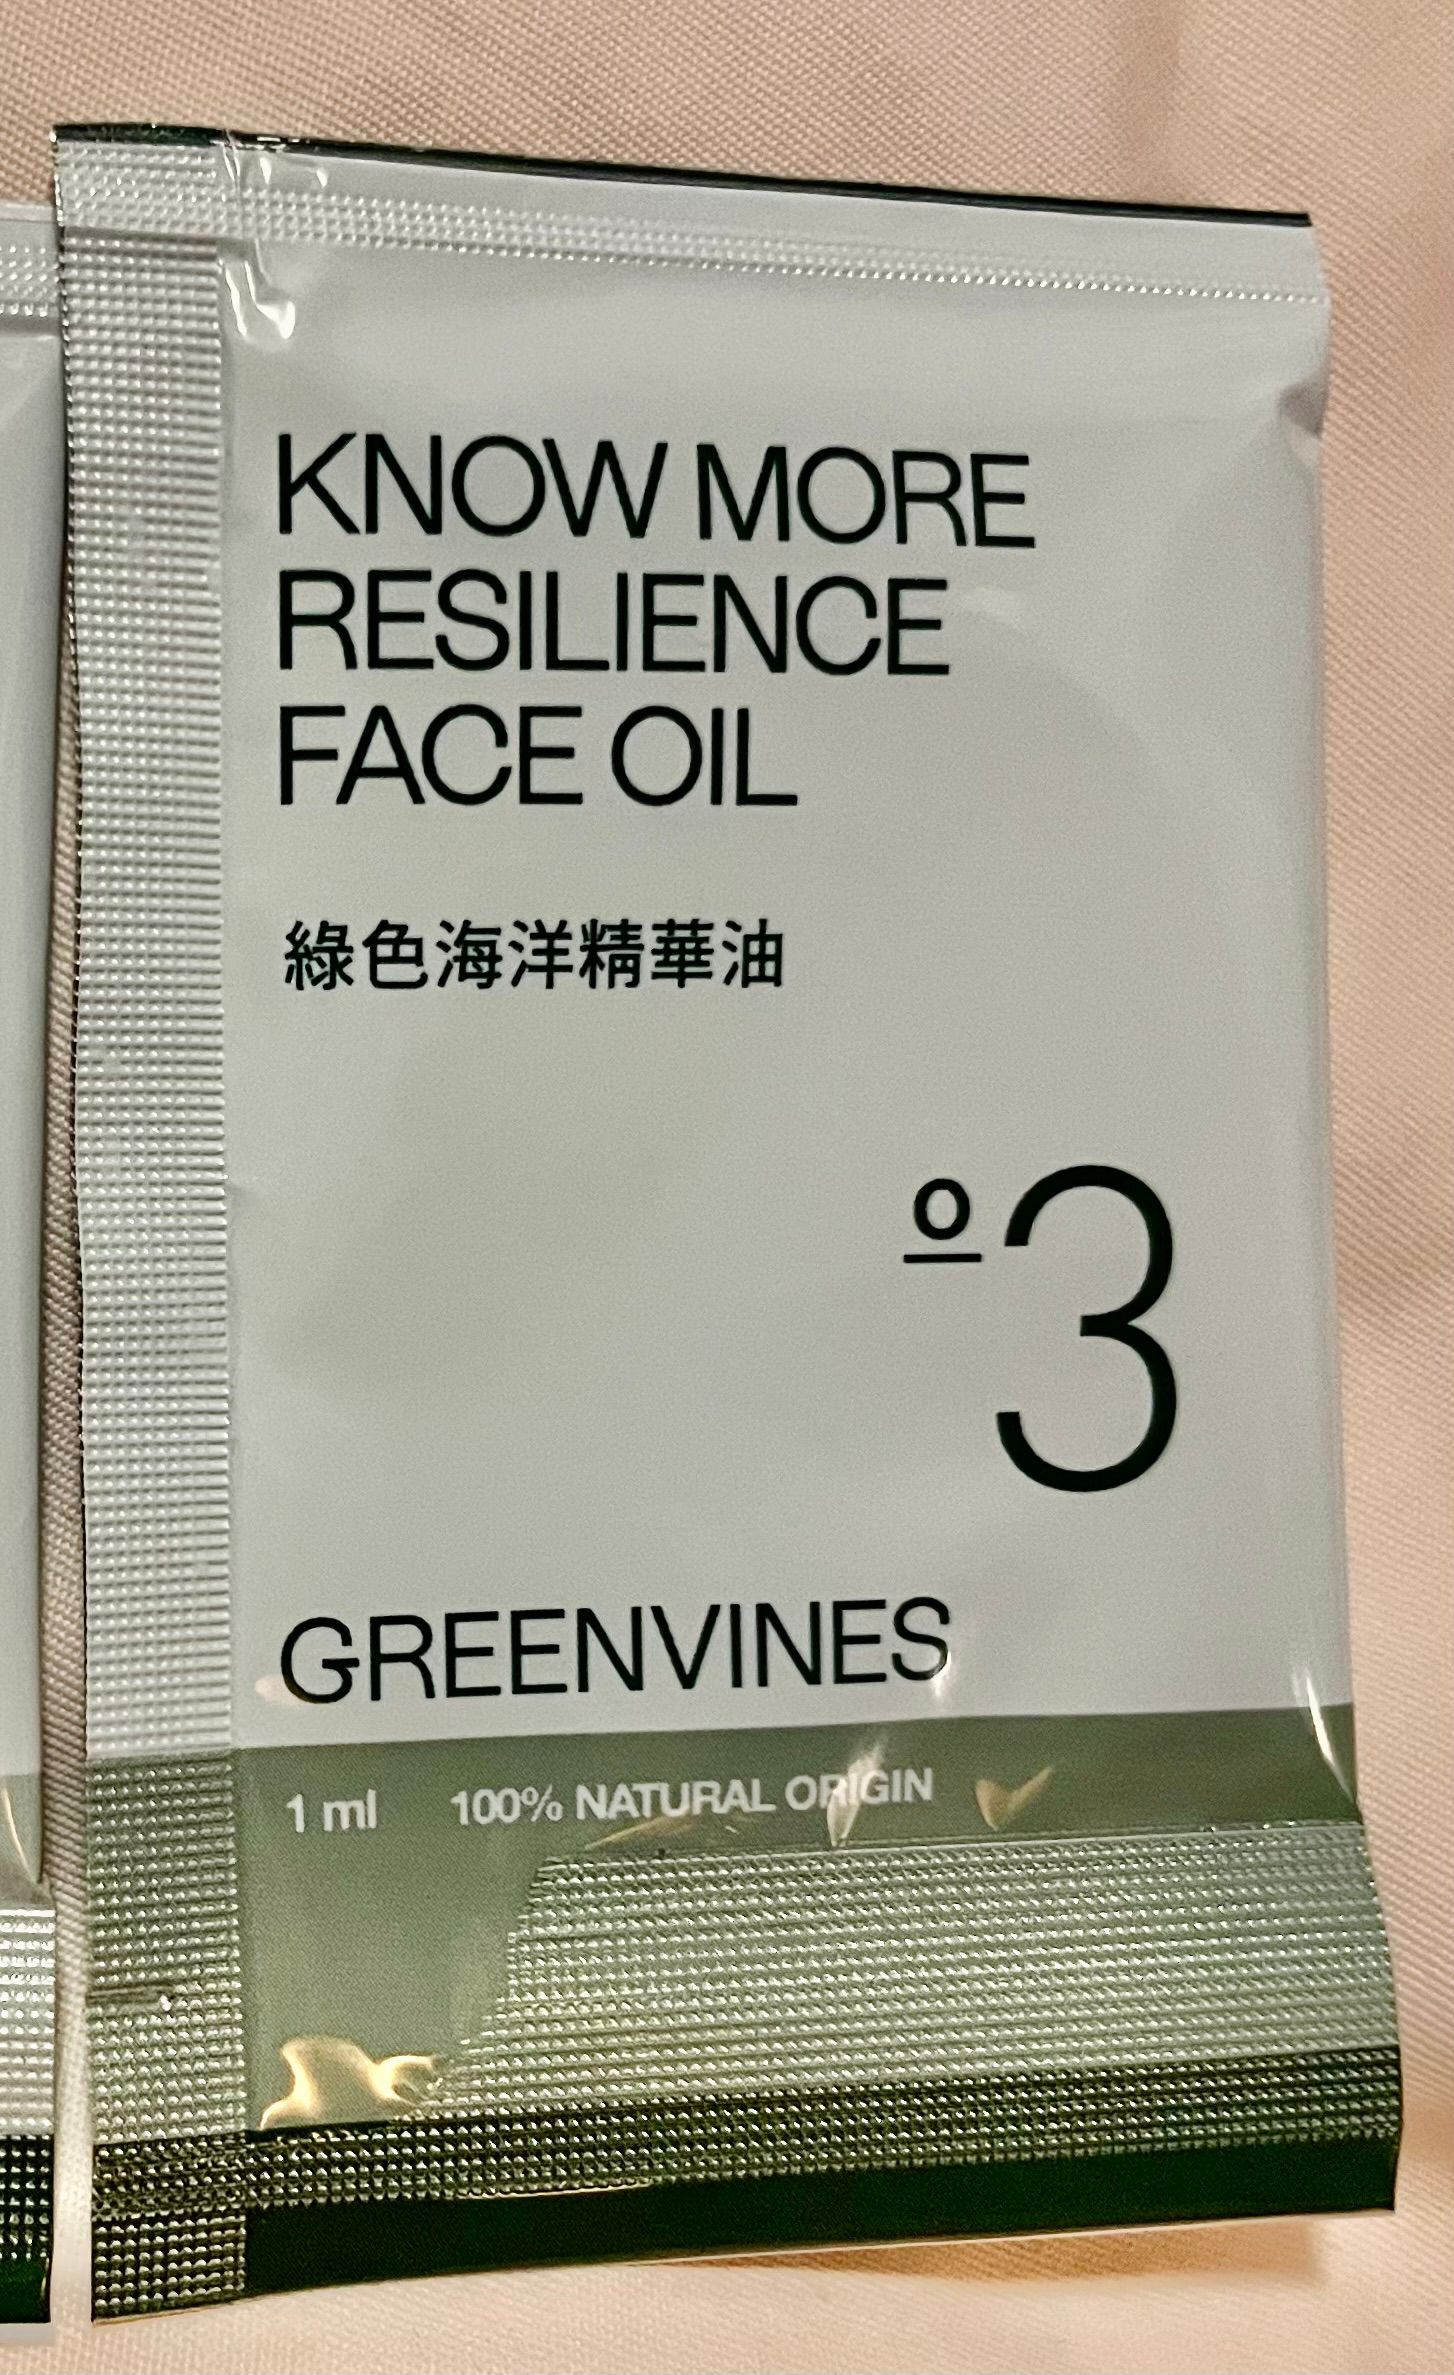 KNOW MORE
RESILIENCE
FACE OIL
綠色海洋精華油
º3
GREENVINES
1 ml 100% NATURAL ORIGIN